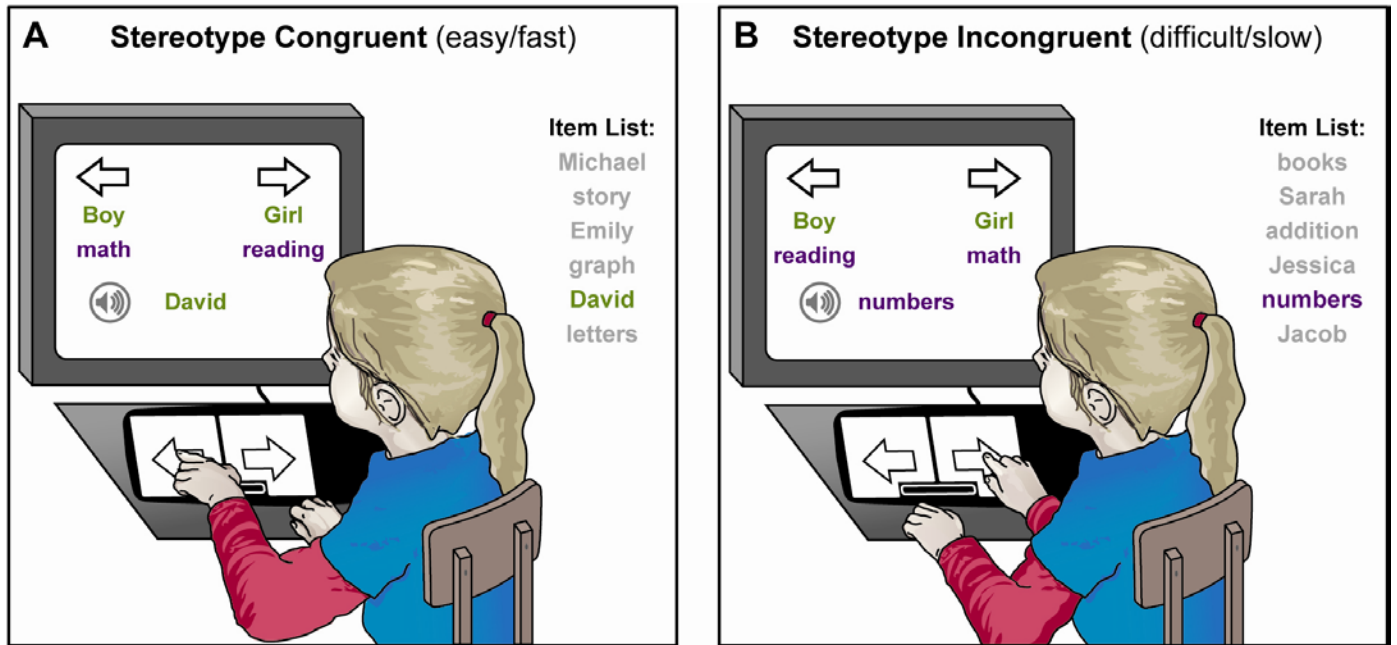 A Stereotype Congruent (easy/fast)
Item List:
Michael
story
Emily
graph
David
letters
Boy Girl
math reading
David
B Stereotype Incongruent (difficult/slow)
Item List:
books
Sarah
addition
Jessica
numbers
Jacob
Boy Girl
reading math
numbers